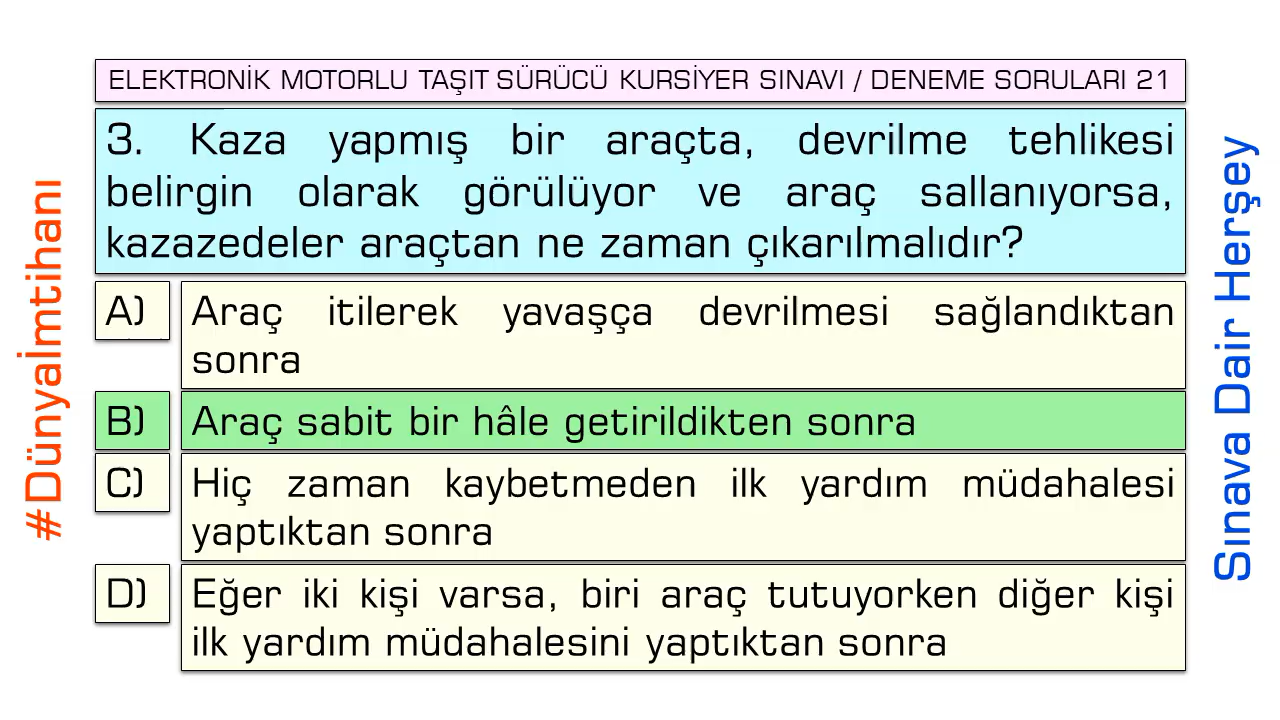 ELEKTRONİK MOTORLU TAŞIT SÜRÜCÜ KURSİYER SINAVI / DENEME SORULARI 21
3. Kaza yapmış bir araçta, devrilme tehlikesi
belirgin olarak görülüyor ve araç sallanıyorsa,
kazazedeler araçtan ne zaman çıkarılmalıdır?
A) Araç itilerek yavaşça devrilmesi sağlandıktan
sonra
B) Araç sabit bir hâle getirildikten sonra
C) Hiç zaman kaybetmeden ilk yardım müdahalesi
yaptıktan sonra
D) Eğer iki kişi varsa, biri araç tutuyorken diğer kişi
ilk yardım müdahalesini yaptıktan sonra
#Dünyaİmtihanı
Sınava Dair Herşey